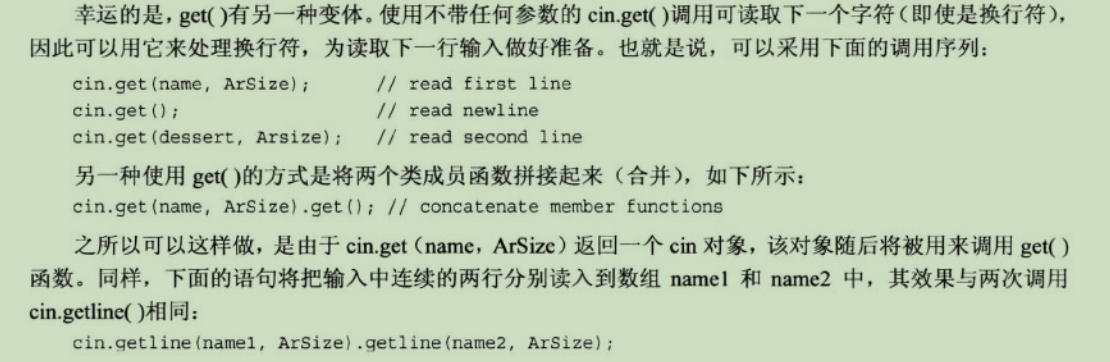 幸运的是，get( )有另一种变体。使用不带任何参数的 cin.get( )调用可读取下一个字符（即使是换行符），
因此可以用它来处理换行符，为读取下一行输入做好准备。也就是说，可以采用下面的调用序列：
cin.get(name, ArSize);    // read first line
cin.get();    // read newline
cin.get(dessert, Arsize);    // read second line
另一种使用 get( )的方式是将两个类成员函数拼接起来（合并），如下所示：
cin.get(name, ArSize).get(); // concatenate member functions
之所以可以这样做，是由于 cin.get（name，ArSize）返回一个 cin 对象，该对象随后将被用来调用 get( )
函数。同样，下面的语句将把输入中连续的两行分别读入到数组 name1 和 name2 中，其效果与两次调用
cin.getline( )相同：
cin.getline(name1, ArSize).getline(name2, ArSize);